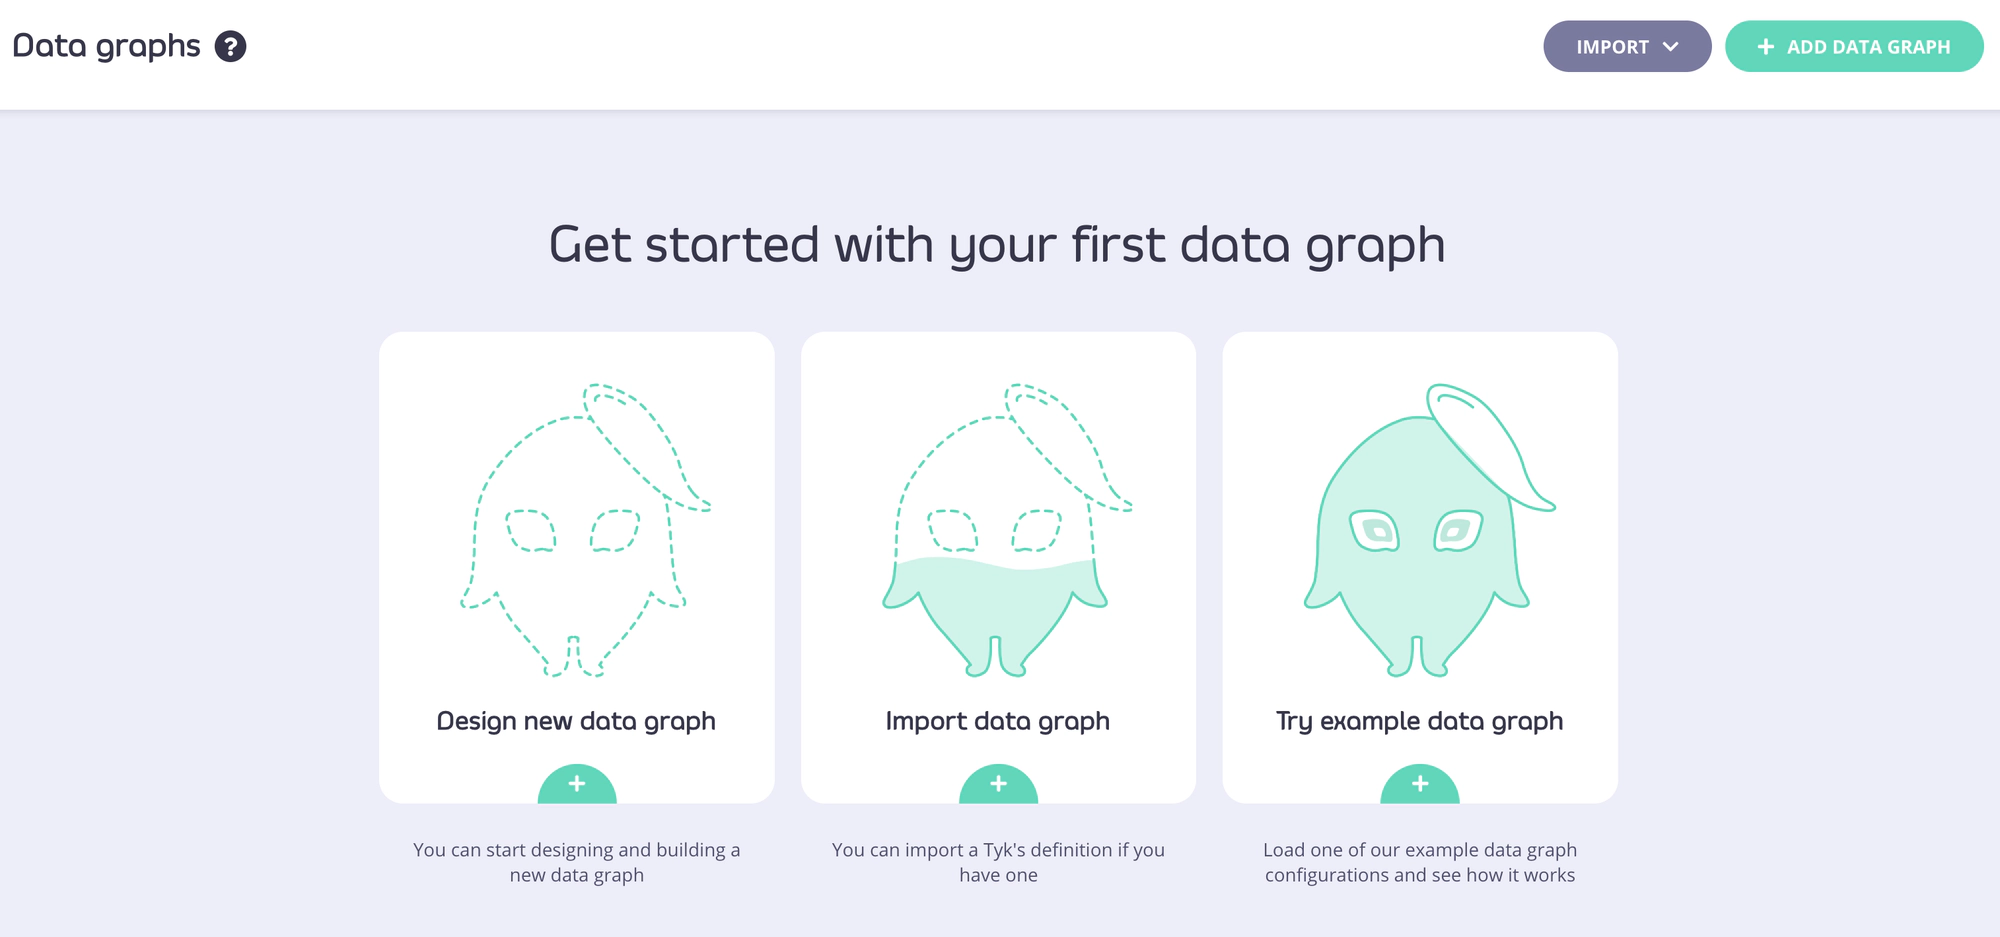 Data graphs ?
IMPORT
+ ADD DATA GRAPH
Get started with your first data graph
Design new data graph
+
You can start designing and building a
new data graph
Import data graph
+
You can import a Tyk's definition if you
have one
Try example data graph
+
Load one of our example data graph
configurations and see how it works